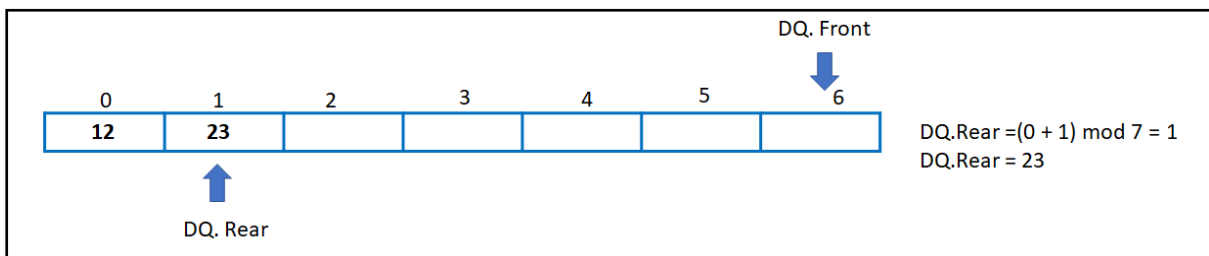 DQ. Front
0 1 2 3 4 5 6
12 23
DQ.Rear =(0 + 1) mod 7 = 1
DQ.Rear = 23
DQ. Rear